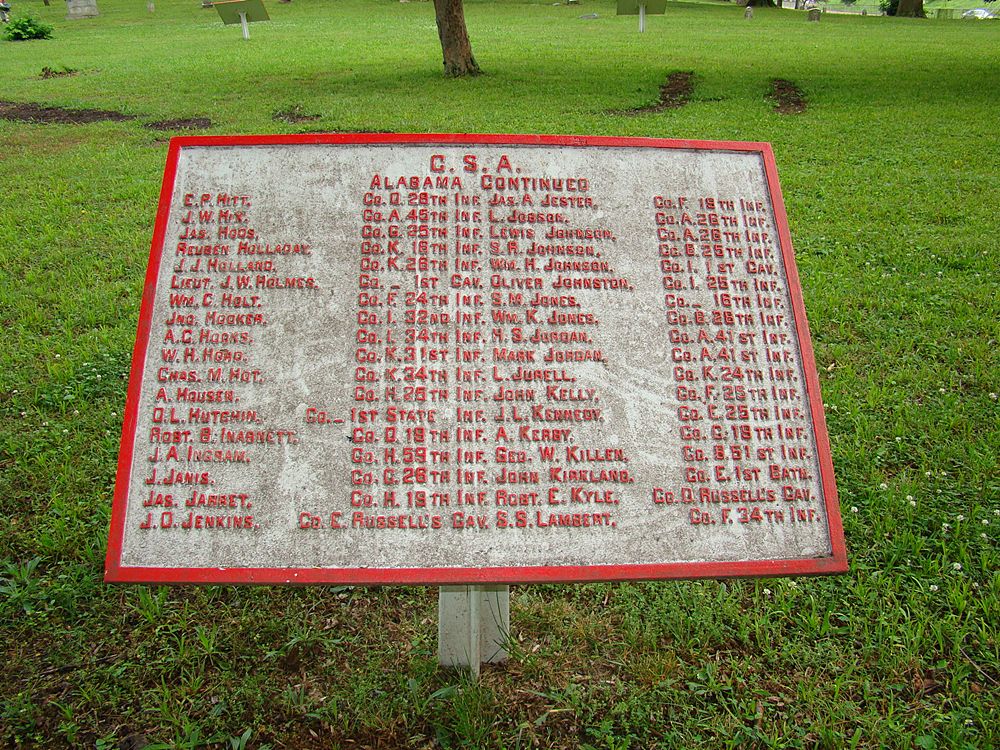 C. S. A.
ALABAMA CONTINUED
E. P. HITT. CO. D. 28TH INF. JAS. A JESTER. CO. F. 19TH INF.
J. W. HIX. CO. A. 45TH INF. L. JOBSON. CO. A. 26TH INF.
JAS. HODS. CO. G. 25TH INF. LEWIS JOHNSON. CO. A. 26TH INF.
REUBEN HOLLADAY. CO. K. 19TH INF. S. R. JOHNSON. CO. B. 25TH INF.
J. J. HOLLAND. CO. K. 26TH INF. WM. H. JOHNSON. CO. I. 1ST CAV.
LIEUT. J. W. HOLMES. CO. _ 1ST CAV. OLIVER JOHNSTON. CO. I. 25TH INF.
WM. C. HOLT. CO. F. 24TH INF. S. M. JONES. CO. _ 16TH INF.
JNO. HOOKER. CO. I. 32ND INF. WM. K. JONES. CO. B. 26TH INF.
A. C. HOOKS. CO. L. 34TH INF. H. S. JORDAN. CO. A. 41ST INF.
W. H. HORD. CO. K. 31ST INF. MARK JORDAN. CO. A. 41ST INF.
CHAS. M. HOT. CO. K. 34TH INF. L. JURELL. CO. K. 24TH INF.
A. HOUSEN. CO. H. 25TH INF. JOHN KELLY. CO. F. 25TH INF.
O. L. HUTCHIN. CO. _ 1ST STATE INF. J. L. KENNEDY. CO. E. 25TH INF.
ROBT. B. INABNETT. CO. D. 19TH INF. A. KERBY. CO. C. 19TH INF.
J. A. INGRAM. CO. H. 59TH INF. GEO. W. KILLEN. CO. B. 51ST INF.
J. JANIS. CO. G. 26TH INF. JOHN KIRKLAND. CO. E. 1ST BATN.
JAS. JARRET. CO. H. 19TH INF. ROBT. E. KYLE. CO. D. RUSSELL'S CAV.
J. O. JENKINS. CO. E. RUSSELL'S CAV. S. S. LAMBERT. CO. F. 34TH INF.